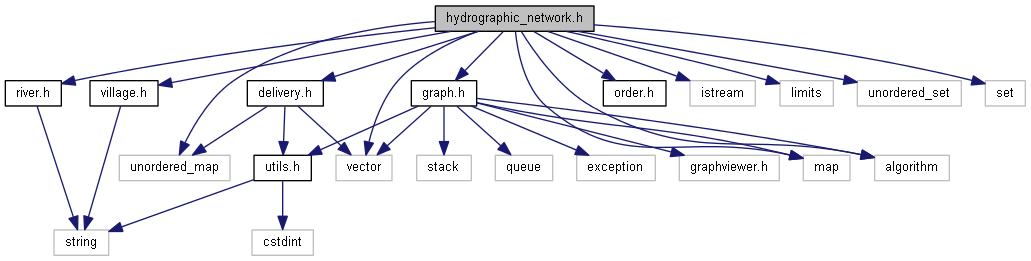 hydrographic_network.h
river.h
village.h
delivery.h
graph.h
order.h
istream
limits
unordered_set
set
unordered_map
utils.h
vector
stack
queue
exception
graphviewer.h
map
algorithm
string
cstdint